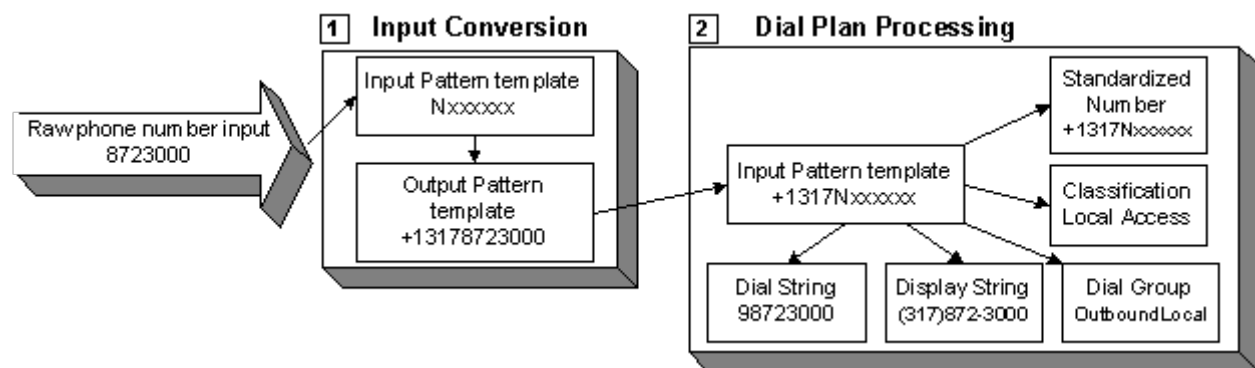 1 Input Conversion
2 Dial Plan Processing
Raw phone number input
8723000
Input Pattern template
Nxxxxxx
Output Pattern
template
+13178723000
Input Pattern template
+1317Nxxxxxx
Standardized
Number
+1317Nxxxxxx
Classification
Local Access
Dial String
98723000
Display String
(317)872-3000
Dial Group
OutboundLocal